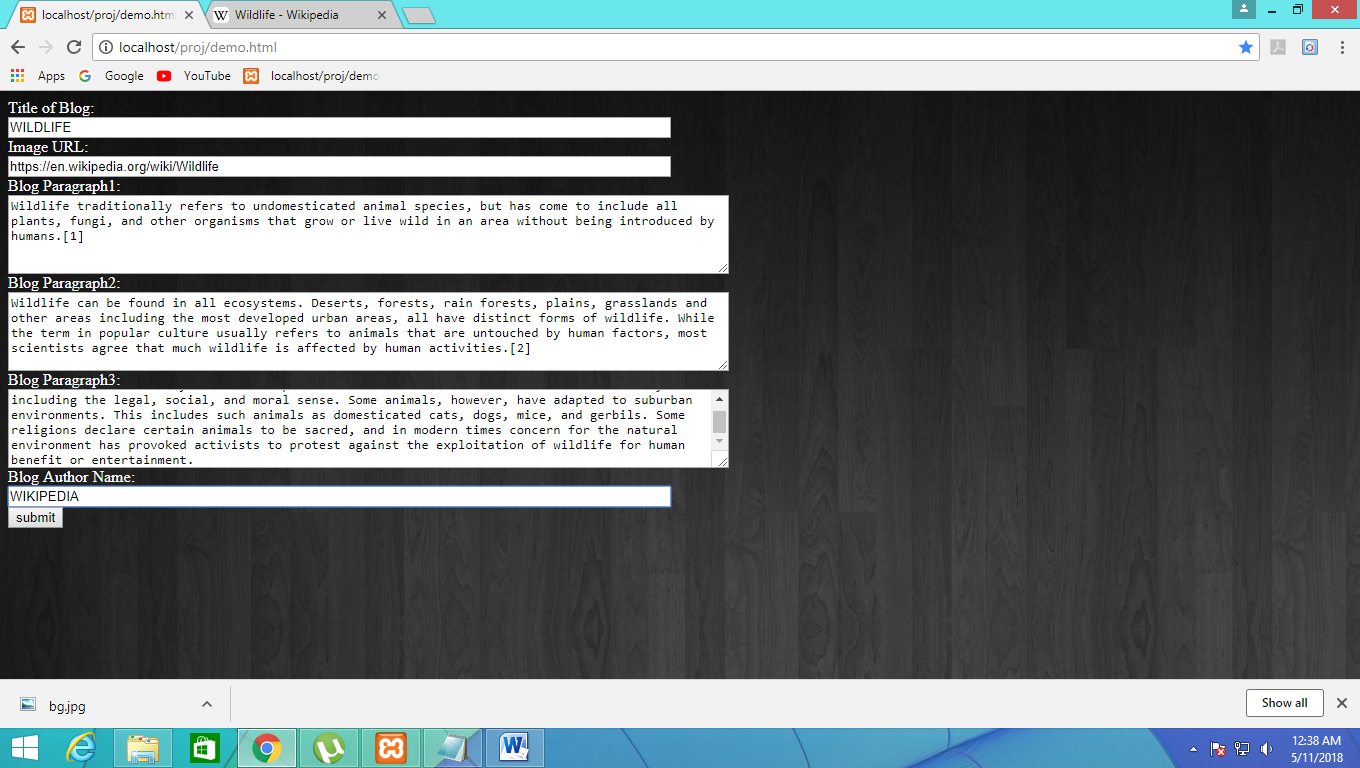 localhost/proj/demo.htm
Wildlife - Wikipedia
localhost/proj/demo.html
Apps Google YouTube localhost/proj/demo
Title of Blog:
WILDLIFE
Image URL:
https://en.wikipedia.org/wiki/Wildlife
Blog Paragraph1:
Wildlife traditionally refers to undomesticated animal species, but has come to include all
plants, fungi, and other organisms that grow or live wild in an area without being introduced by
humans.[1]
Blog Paragraph2:
Wildlife can be found in all ecosystems. Deserts, forests, rain forests, plains, grasslands and
other areas including the most developed urban areas, all have distinct forms of wildlife. While
the term in popular culture usually refers to animals that are untouched by human factors, most
scientists agree that much wildlife is affected by human activities.[2]
Blog Paragraph3:
including the legal, social, and moral sense. Some animals, however, have adapted to suburban
environments. This includes such animals as domesticated cats, dogs, mice, and gerbils. Some
religions declare certain animals to be sacred, and in modern times concern for the natural
environment has provoked activists to protest against the exploitation of wildlife for human
benefit or entertainment.
Blog Author Name:
WIKIPEDIA
submit
bg.jpg
Show all
12:38 AM
5/11/2018